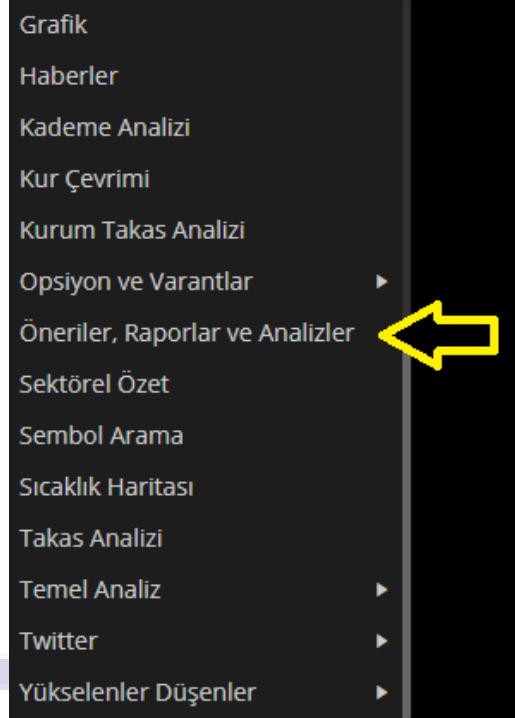 Grafik
Haberler
Kademe Analizi
Kur Çevrimi
Kurum Takas Analizi
Opsiyon ve Varantlar
Öneriler, Raporlar ve Analizler
Sektörel Özet
Sembol Arama
Sıcaklık Haritası
Takas Analizi
Temel Analiz
Twitter
Yükselenler Düşenler